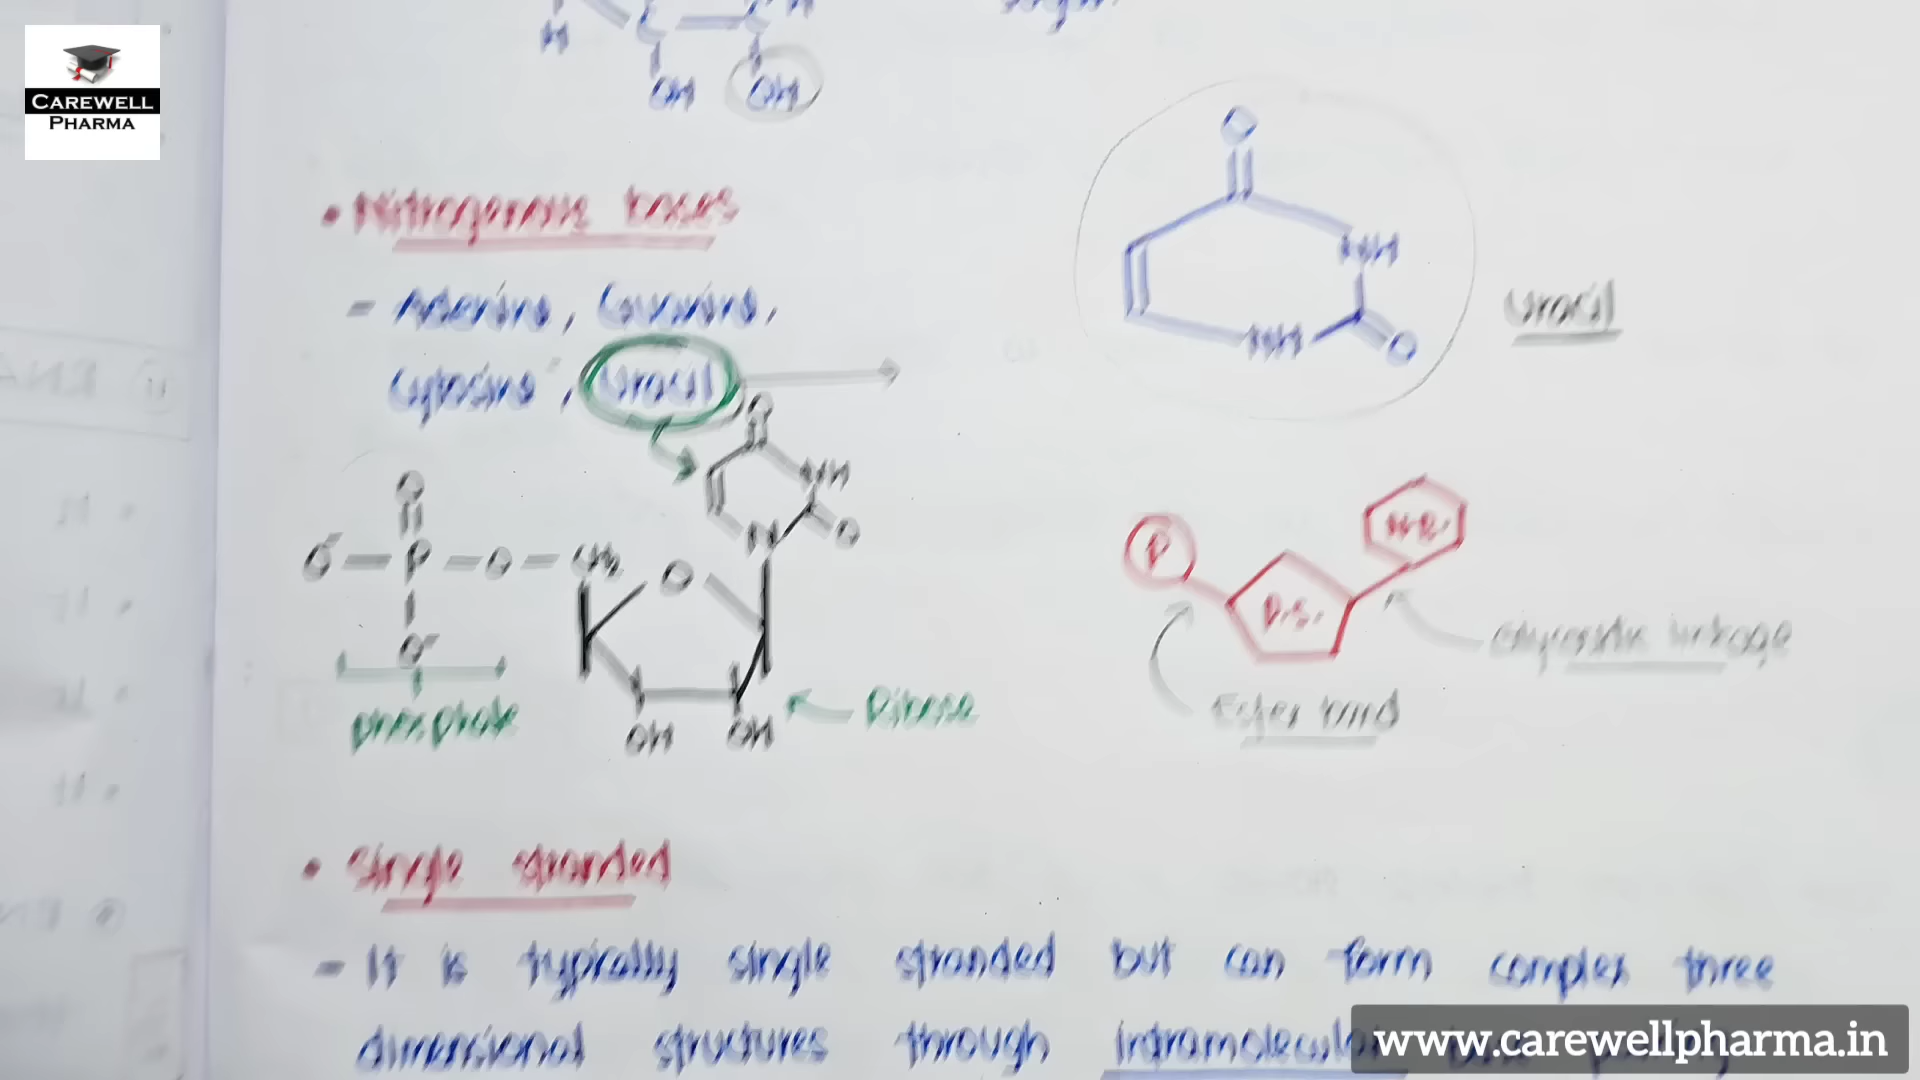 CAREWELL
PHARMA
OH OH
• Nitrogenous bases
- Adenine, Guanine,
Cytosine, Uracil
O
NH
NH
O
Uracil
O
NH
N
O
O
O⁻ — P — O — CH₂
O
O⁻
phosphate
OH
OH
Ribose
P
P.S.
N.B.
Glycosidic linkage
Ester bond
• Single stranded
- It is typically single stranded but can form complex three
dimensional structures through intramolecular
www.carewellpharma.in